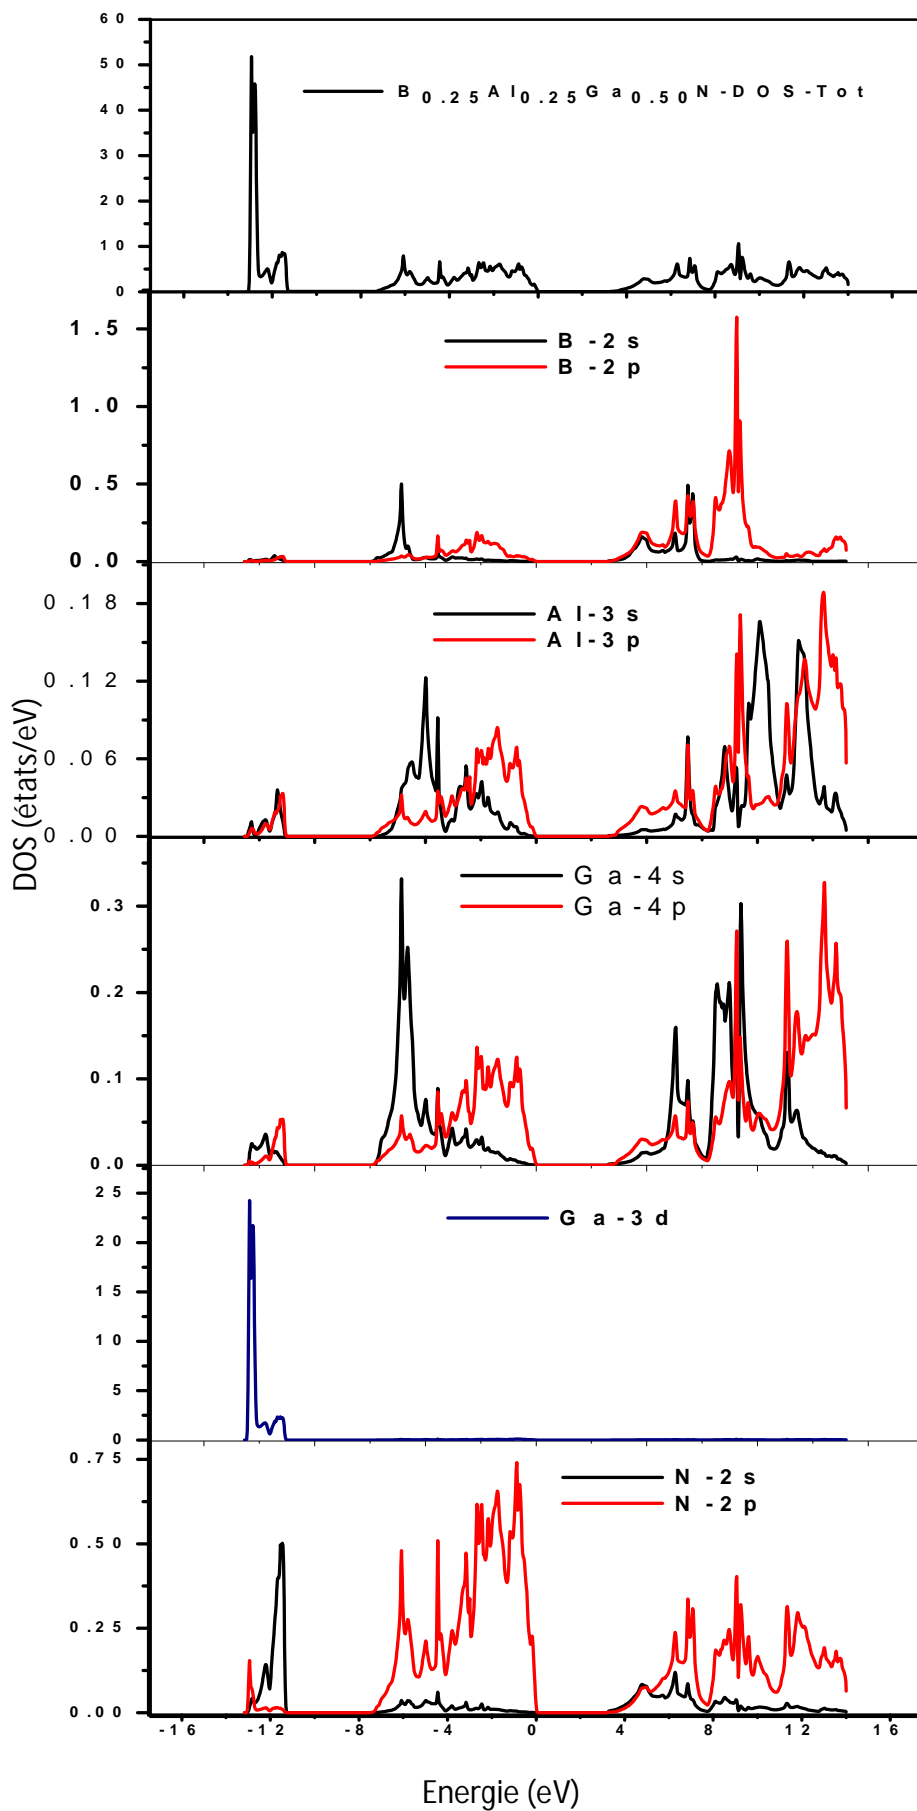 60
50
40
30
20
10
0
B0.25Al0.25Ga0.50N-DOS-Tot
1.5
1.0
0.5
0.0
B-2s
B-2p
0.18
0.12
0.06
0.00
Al-3s
Al-3p
DOS (états/eV)
0.3
0.2
0.1
0.0
Ga-4s
Ga-4p
25
20
15
10
5
0
Ga-3d
0.75
0.50
0.25
0.00
N-2s
N-2p
-16 -12 -8 -4 0 4 8 12 16
Energie (eV)